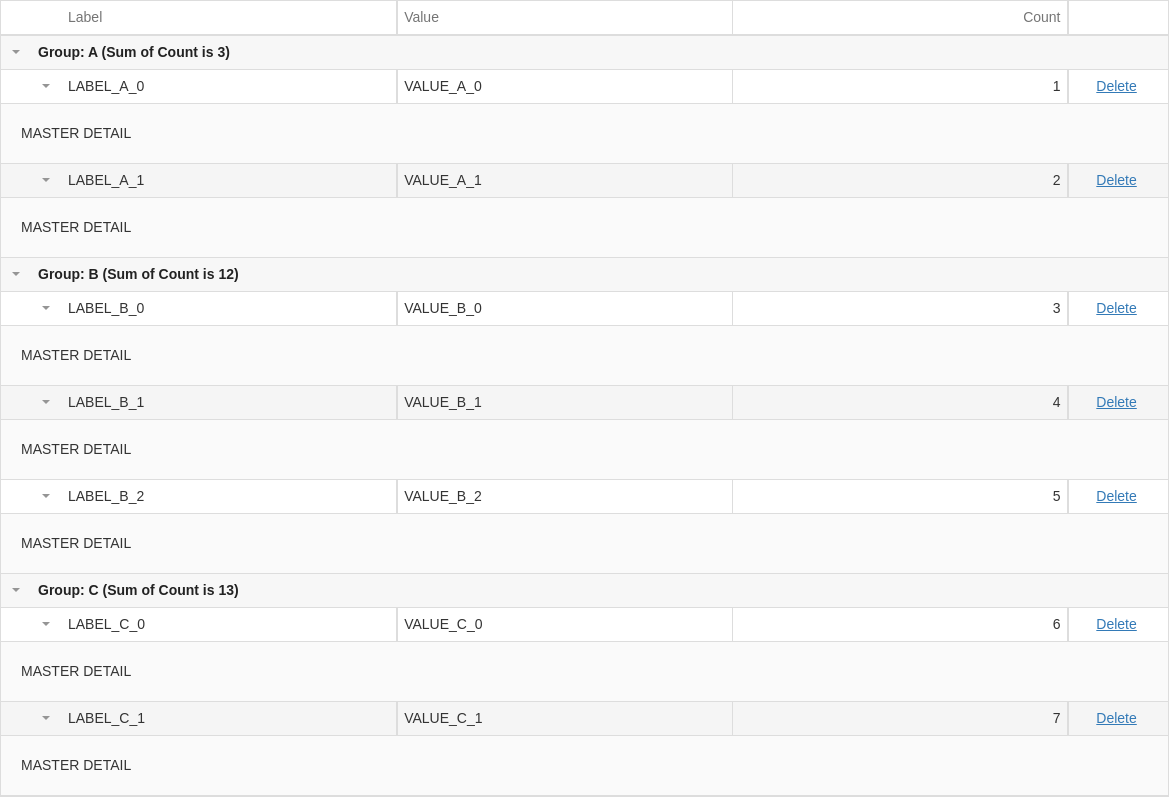 Label Value Count
Group: A (Sum of Count is 3)
LABEL_A_0 VALUE_A_0 1 Delete
MASTER DETAIL
LABEL_A_1 VALUE_A_1 2 Delete
MASTER DETAIL
Group: B (Sum of Count is 12)
LABEL_B_0 VALUE_B_0 3 Delete
MASTER DETAIL
LABEL_B_1 VALUE_B_1 4 Delete
MASTER DETAIL
LABEL_B_2 VALUE_B_2 5 Delete
MASTER DETAIL
Group: C (Sum of Count is 13)
LABEL_C_0 VALUE_C_0 6 Delete
MASTER DETAIL
LABEL_C_1 VALUE_C_1 7 Delete
MASTER DETAIL